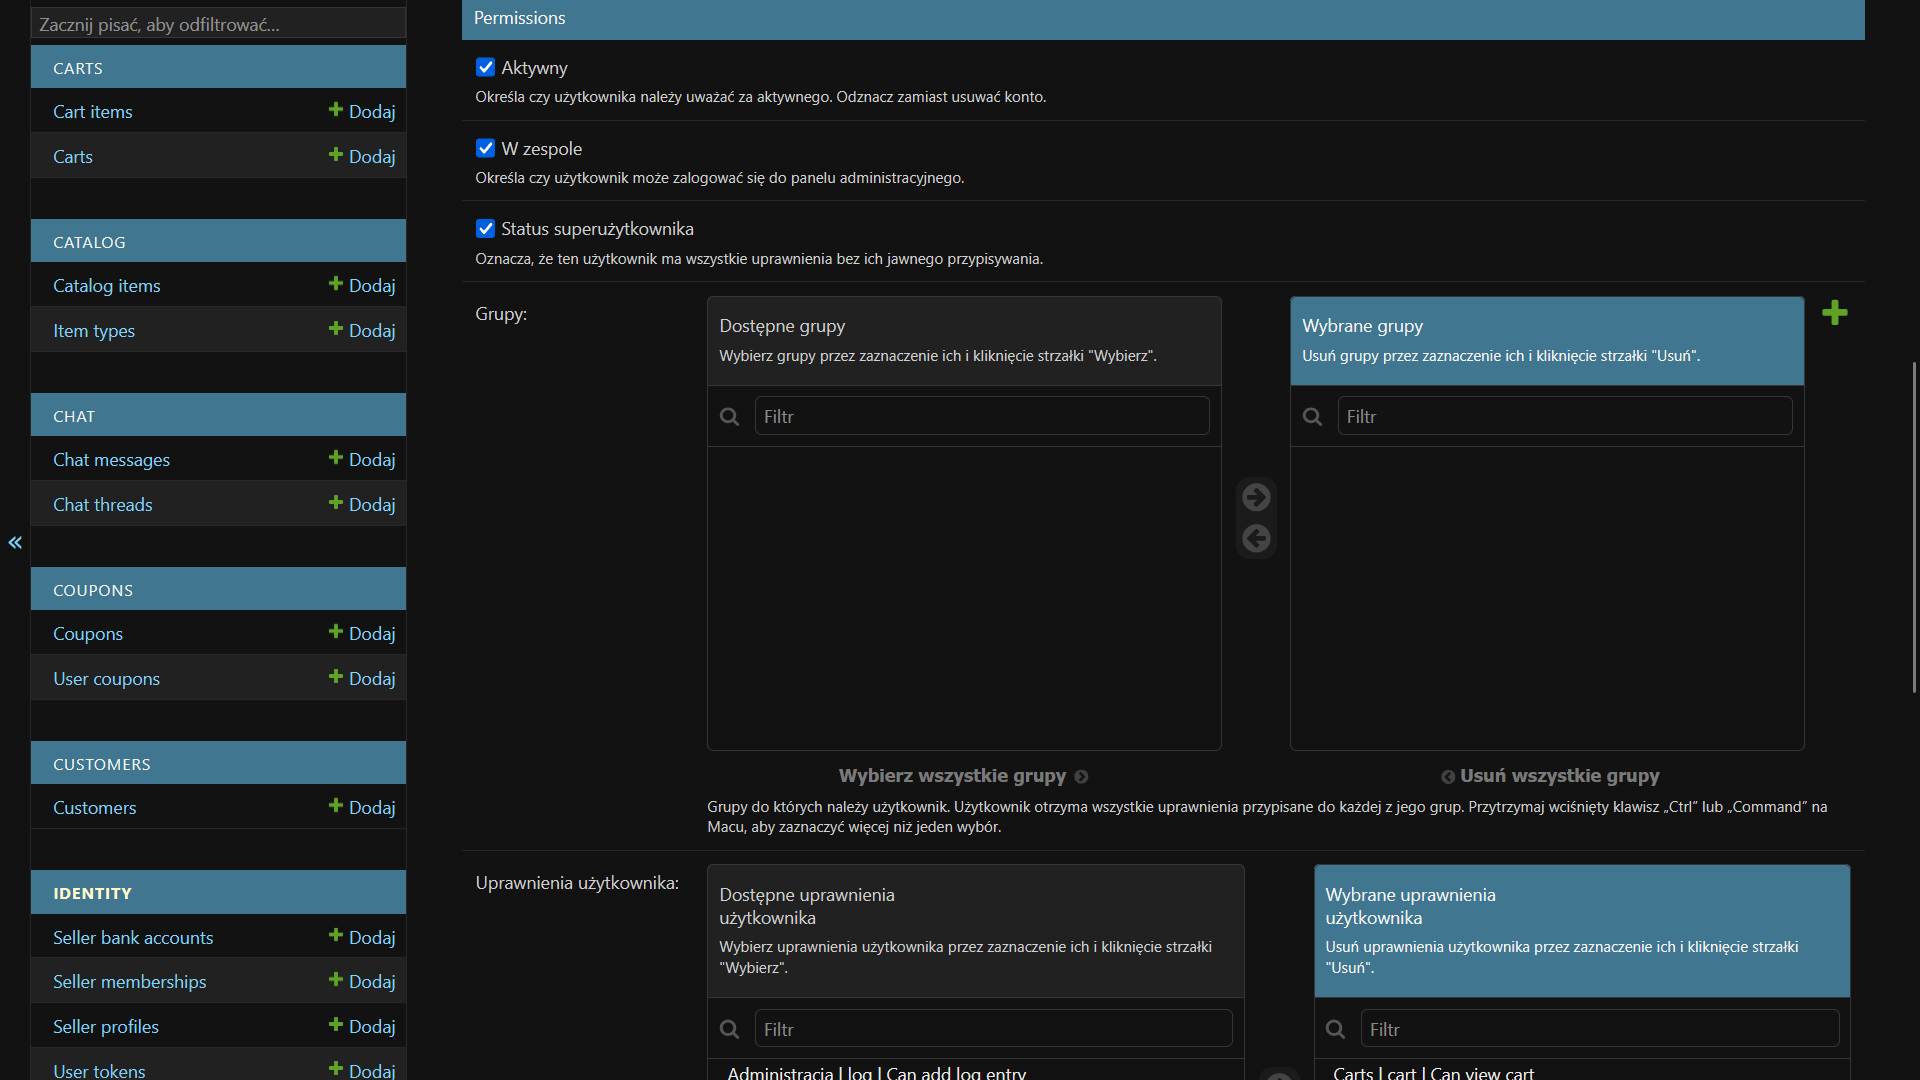 Zacznij pisać, aby odfiltrować...
CARTS
Cart items
Dodaj
Carts
Dodaj
CATALOG
Catalog items
Dodaj
Item types
Dodaj
CHAT
Chat messages
Dodaj
Chat threads
Dodaj
COUPONS
Coupons
Dodaj
User coupons
Dodaj
CUSTOMERS
Customers
Dodaj
IDENTITY
Seller bank accounts
Dodaj
Seller memberships
Dodaj
Seller profiles
Dodaj
User tokens
Dodaj
Permissions
Aktywny
Określa czy użytkownika należy uważać za aktywnego. Odznacz zamiast usuwać konto.
W zespole
Określa czy użytkownik może zalogować się do panelu administracyjnego.
Status superużytkownika
Oznacza, że ten użytkownik ma wszystkie uprawnienia bez ich jawnego przypisywania.
Grupy:
Dostępne grupy
Wybierz grupy przez zaznaczenie ich i kliknięcie strzałki "Wybierz".
Filtr
Wybierz wszystkie grupy
Wybrane grupy
Usuń grupy przez zaznaczenie ich i kliknięcie strzałki "Usuń".
Filtr
Usuń wszystkie grupy
Grupy do których należy użytkownik. Użytkownik otrzyma wszystkie uprawnienia przypisane do każdej z jego grup. Przytrzymaj wciśnięty klawisz „Ctrl” lub „Command” na
Macu, aby zaznaczyć więcej niż jeden wybór.
Uprawnienia użytkownika:
Dostępne uprawnienia
użytkownika
Wybierz uprawnienia użytkownika przez zaznaczenie ich i kliknięcie strzałki
"Wybierz".
Filtr
Administracja | log | Can add log entry
Wybrane uprawnienia
użytkownika
Usuń uprawnienia użytkownika przez zaznaczenie ich i kliknięcie strzałki
"Usuń".
Filtr
Carts | cart | Can view cart